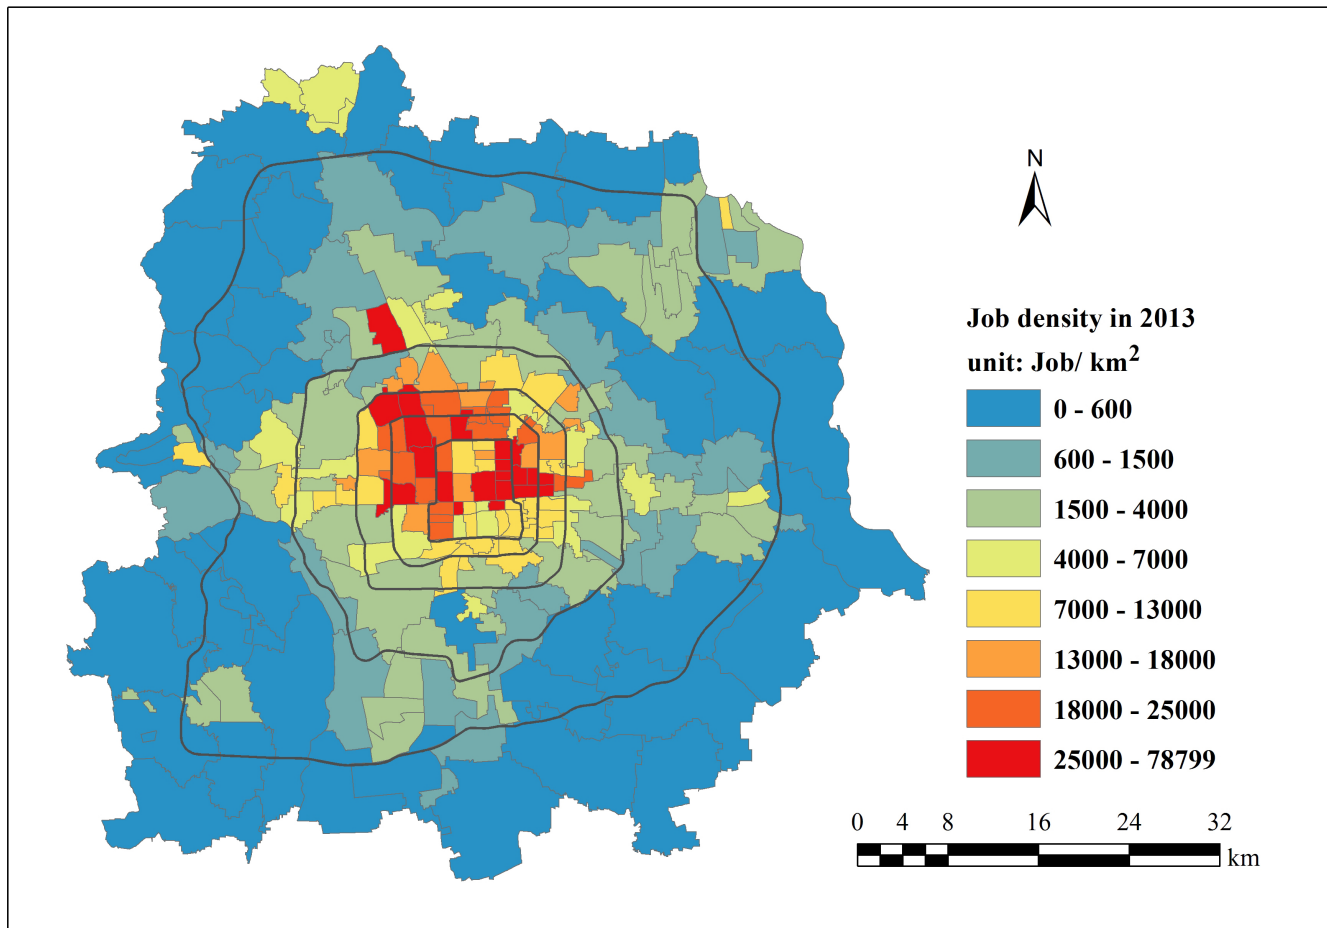 N
Job density in 2013
unit: Job/ km²
0 - 600
600 - 1500
1500 - 4000
4000 - 7000
7000 - 13000
13000 - 18000
18000 - 25000
25000 - 78799
0 4 8 16 24 32
km